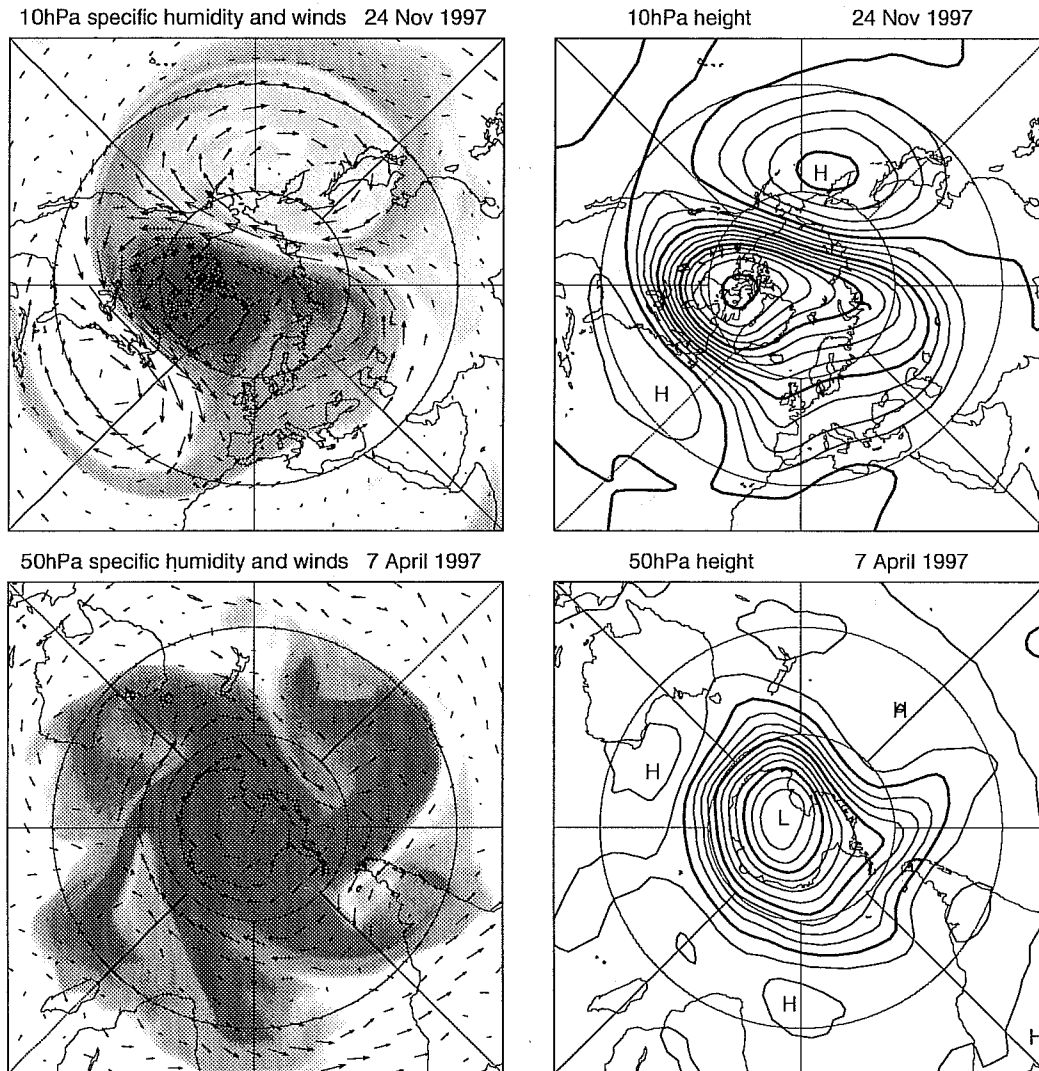 10hPa specific humidity and winds 24 Nov 1997
10hPa height 24 Nov 1997
H
H
50hPa specific humidity and winds 7 April 1997
50hPa height 7 April 1997
H
H
L
H
H